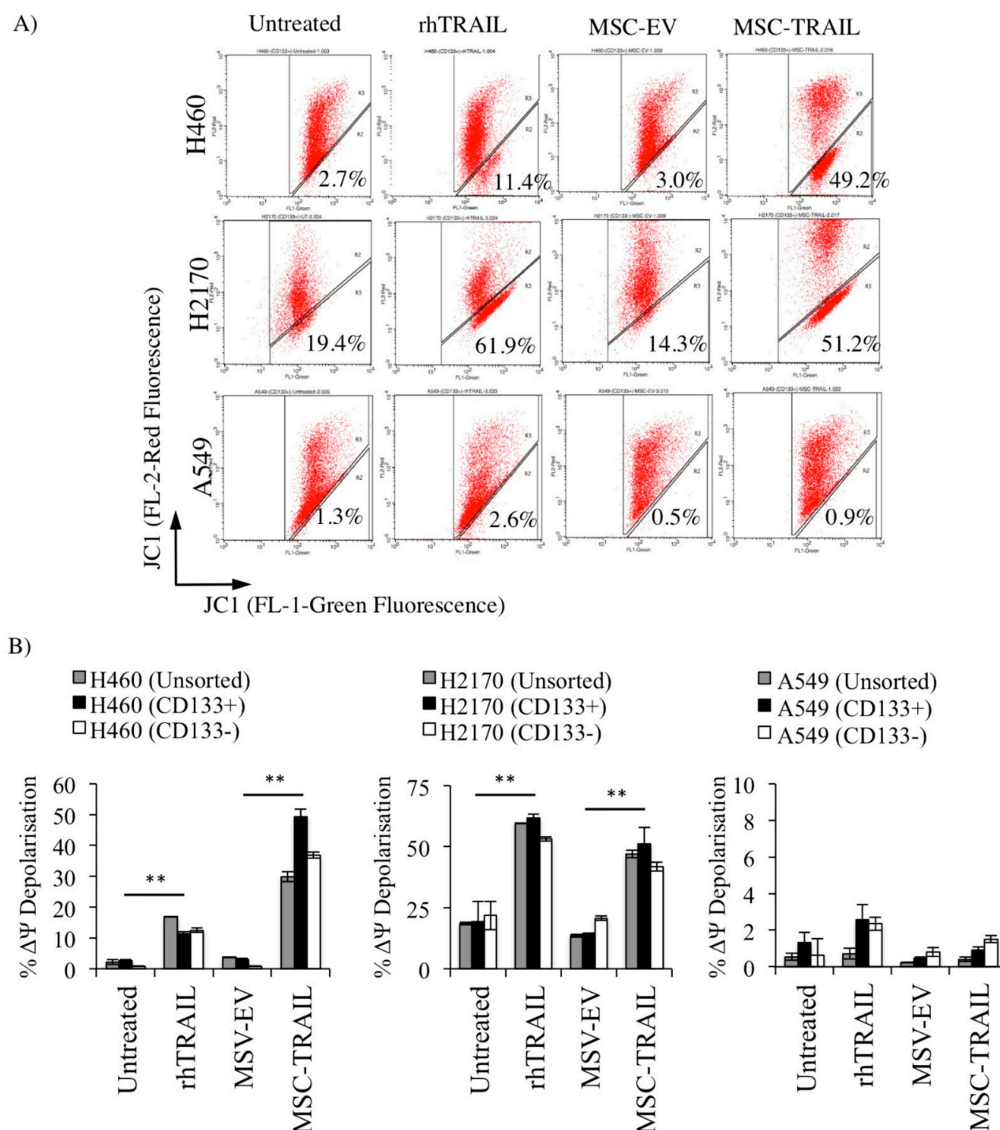 A)
Untreated rhTRAIL MSC-EV MSC-TRAIL
H460
2.7% 11.4% 3.0% 49.2%
H2170
19.4% 61.9% 14.3% 51.2%
A549
1.3% 2.6% 0.5% 0.9%
JC1 (FL-2-Red Fluorescence)
JC1 (FL-1-Green Fluorescence)
B)
H460 (Unsorted)
H460 (CD133+)
H460 (CD133-)
H2170 (Unsorted)
H2170 (CD133+)
H2170 (CD133-)
A549 (Unsorted)
A549 (CD133+)
A549 (CD133-)
% ΔΨ Depolarisation
60
50
40
30
20
10
0
**
**
Untreated
rhTRAIL
MSV-EV
MSC-TRAIL
% ΔΨ Depolarisation
75
50
25
0
**
**
Untreated
rhTRAIL
MSV-EV
MSC-TRAIL
% ΔΨ Depolarisation
10
8
6
4
2
0
Untreated
rhTRAIL
MSV-EV
MSC-TRAIL